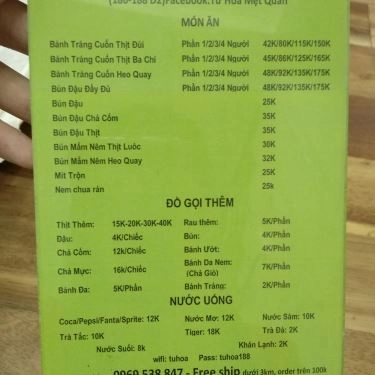 (186-188 D2)Facebook:Tứ Hoa Mẹt Quán
MÓN ĂN
Bánh Tráng Cuốn Thịt Đùi Phần 1/2/3/4 Người 42K/80K/115K/150K
Bánh Tráng Cuốn Thịt Ba Chỉ Phần 1/2/3/4 Người 45K/86K/125K/165K
Bánh Tráng Cuốn Heo Quay Phần 1/2/3/4 Người 48K/92K/135K/175K
Bún Đậu Đầy Đủ Phần 1/2/3/4 Người 48K/92K/135K/175K
Bún Đậu 25K
Bún Đậu Chả Cốm 35K
Bún Đậu Thịt 35K
Bún Mắm Nêm Thịt Luộc 30K
Bún Mắm Nêm Heo Quay 32K
Mít Trộn 25K
Nem chua rán 25k
ĐỒ GỌI THÊM
Thịt Thêm: 15K-20K-30K-40K Rau thêm: 5K/Phần
Đậu: 4K/Chiếc Bún: 4K/Phần
Chả Cốm: 12k/Chiếc Bánh Ướt: 4K/Phần
Chả Mực: 16k/Chiếc Bánh Da Nem: (Chả Giò) 7K/Phần
Bánh Đa: 5K/Phần Bánh Tráng: 2K/Phần
NƯỚC UỐNG
Coca/Pepsi/Fanta/Sprite: 12K Nước Mơ: 12K Nước Sâm: 10K
Trà Tắc: 10K Tiger: 18K Trà Đá: 2K
Nước Suối: 8k Khăn Lạnh: 2K
wifi: tuhoa Pass: tuhoa188
0969 538 847 - Free ship dưới 3km, order trên 100k